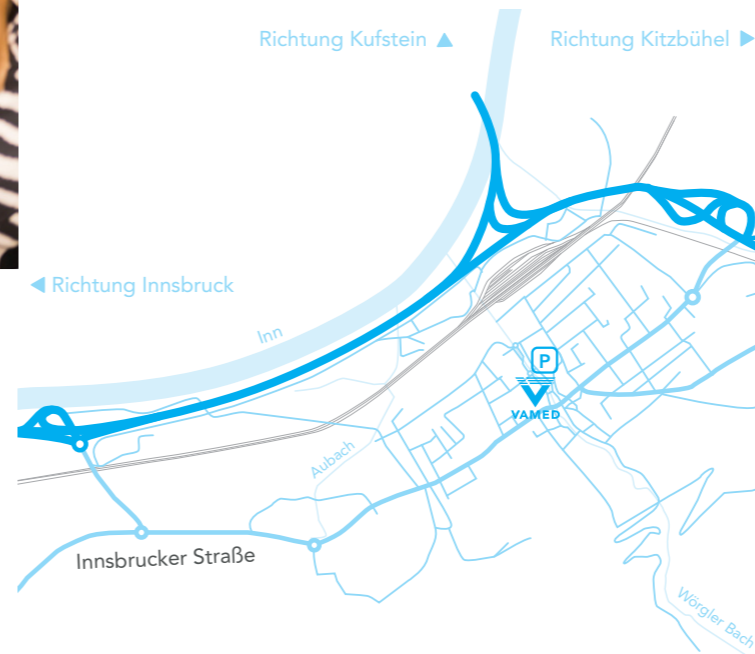 Richtung Kufstein ▲
Richtung Kitzbühel ▶
◀ Richtung Innsbruck
Inn
P
VAMED
Aubach
Innsbrucker Straße
Wörgler Bach